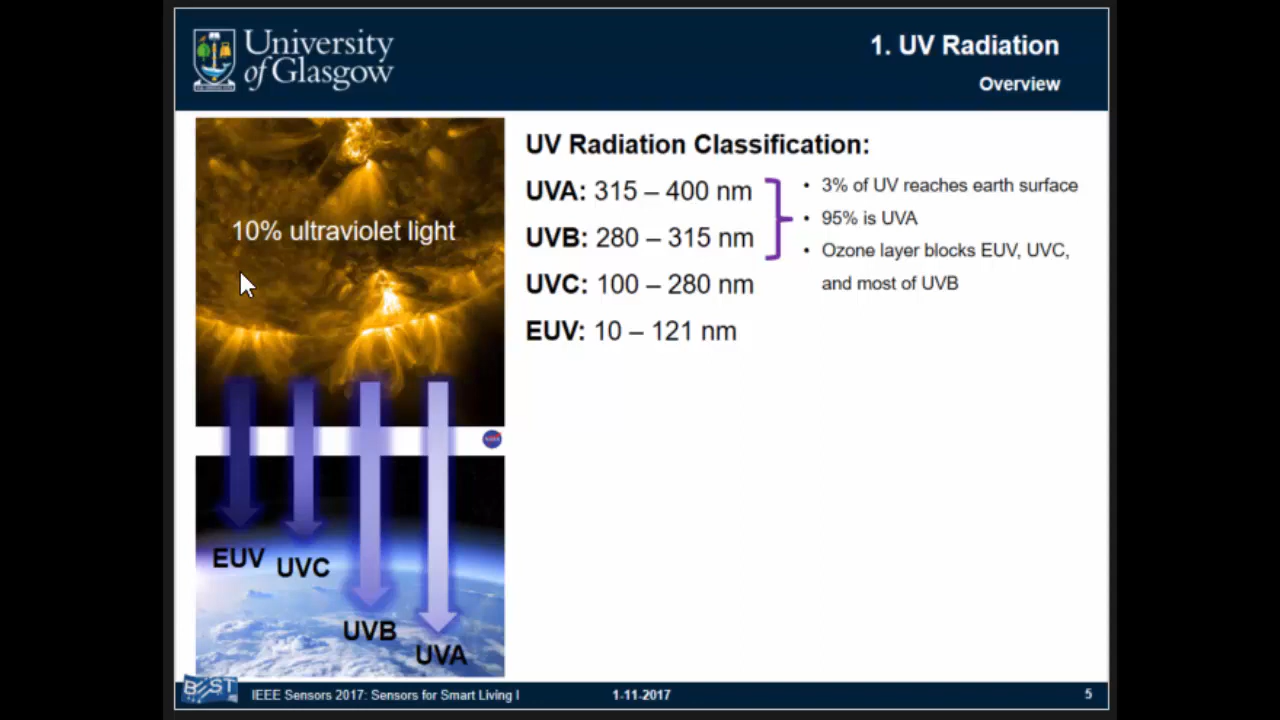 University
of Glasgow
1. UV Radiation
Overview
10% ultraviolet light
EUV
UVC
UVB
UVA
UV Radiation Classification:
UVA: 315 – 400 nm
UVB: 280 – 315 nm
UVC: 100 – 280 nm
EUV: 10 – 121 nm
• 3% of UV reaches earth surface
• 95% is UVA
• Ozone layer blocks EUV, UVC,
and most of UVB
IEEE Sensors 2017: Sensors for Smart Living I
1-11-2017
5